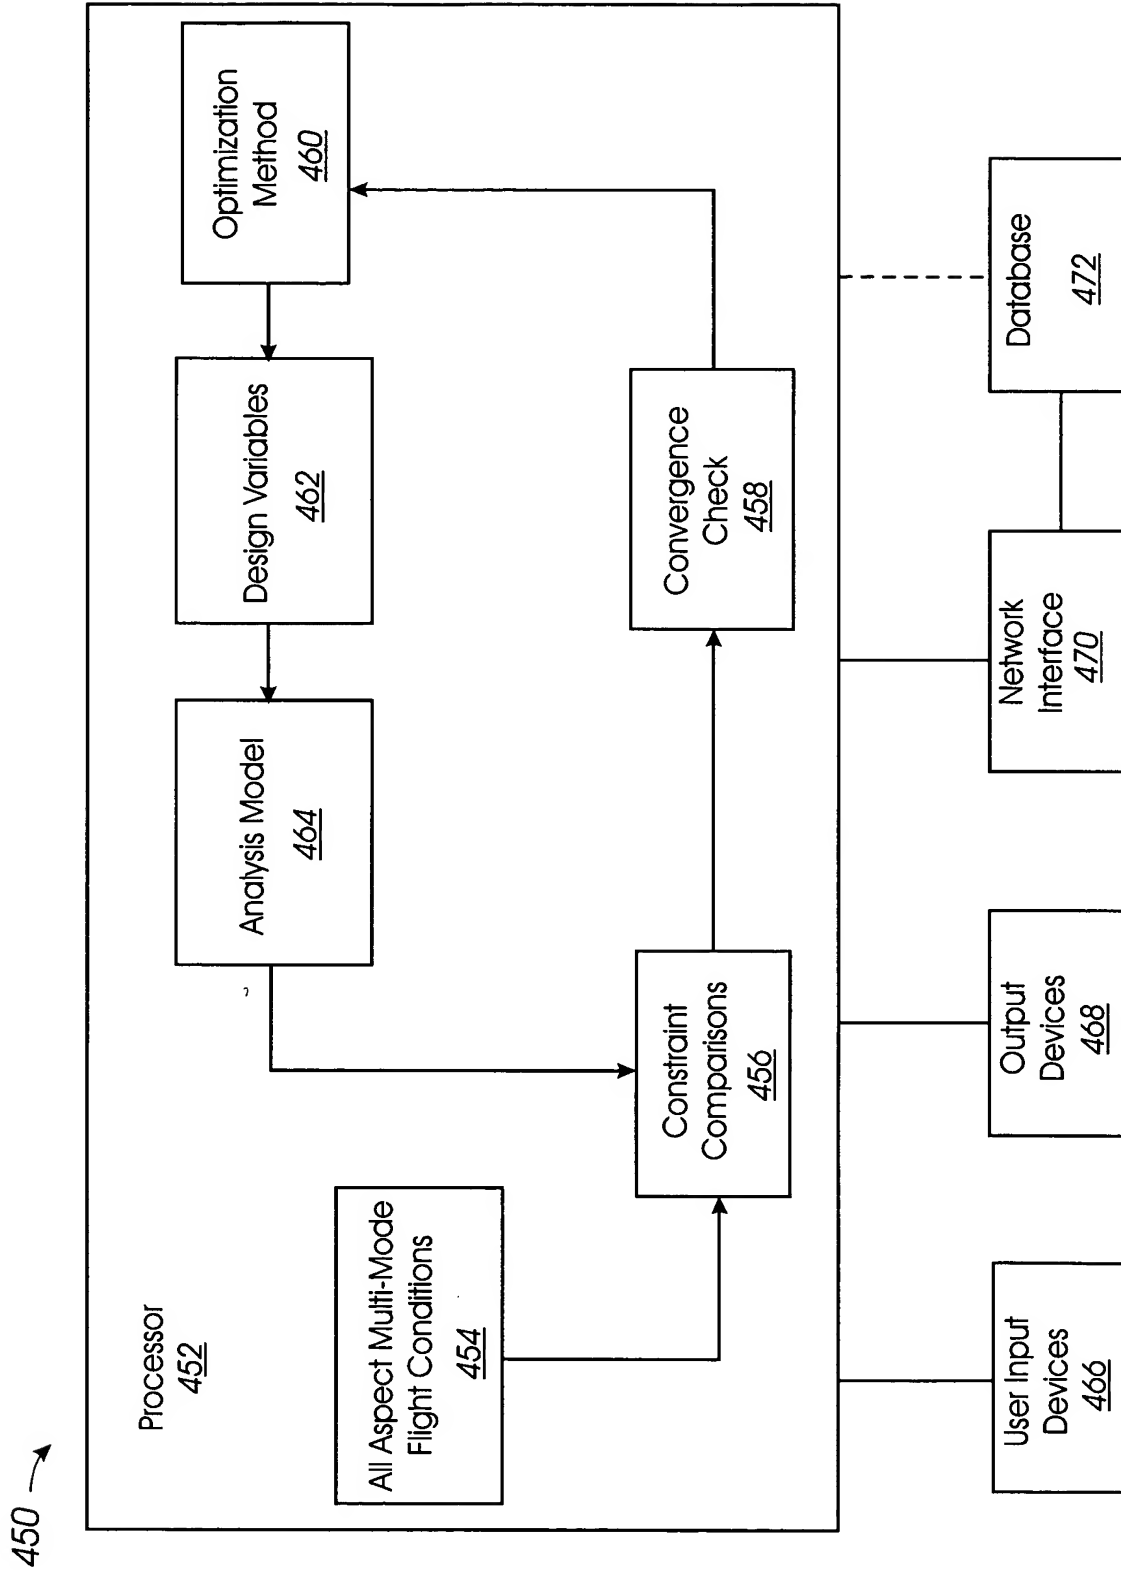 450
Processor
452
All Aspect Multi-Mode
Flight Conditions
454
Analysis Model
464
Design Variables
462
Optimization
Method
460
Constraint
Comparisons
456
Convergence
Check
458
User Input
Devices
466
Output
Devices
468
Network
Interface
470
Database
472